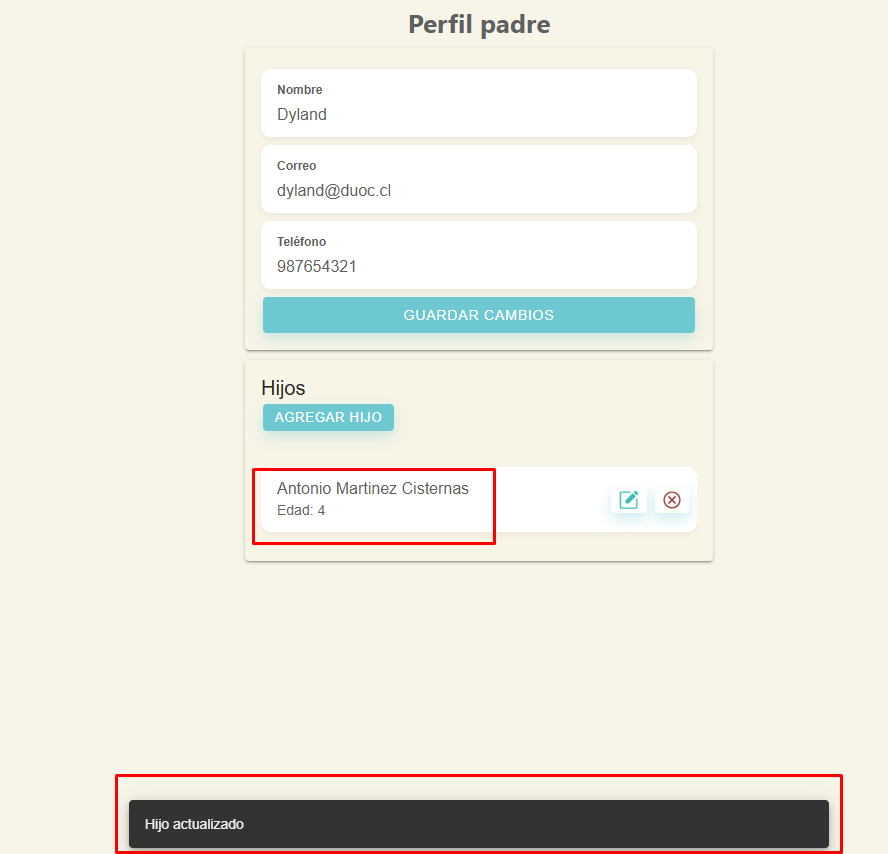 Perfil padre
Nombre
Dyland
Correo
dyland@duoc.cl
Teléfono
987654321
GUARDAR CAMBIOS
Hijos
AGREGAR HIJO
Antonio Martinez Cisternas
Edad: 4
Hijo actualizado